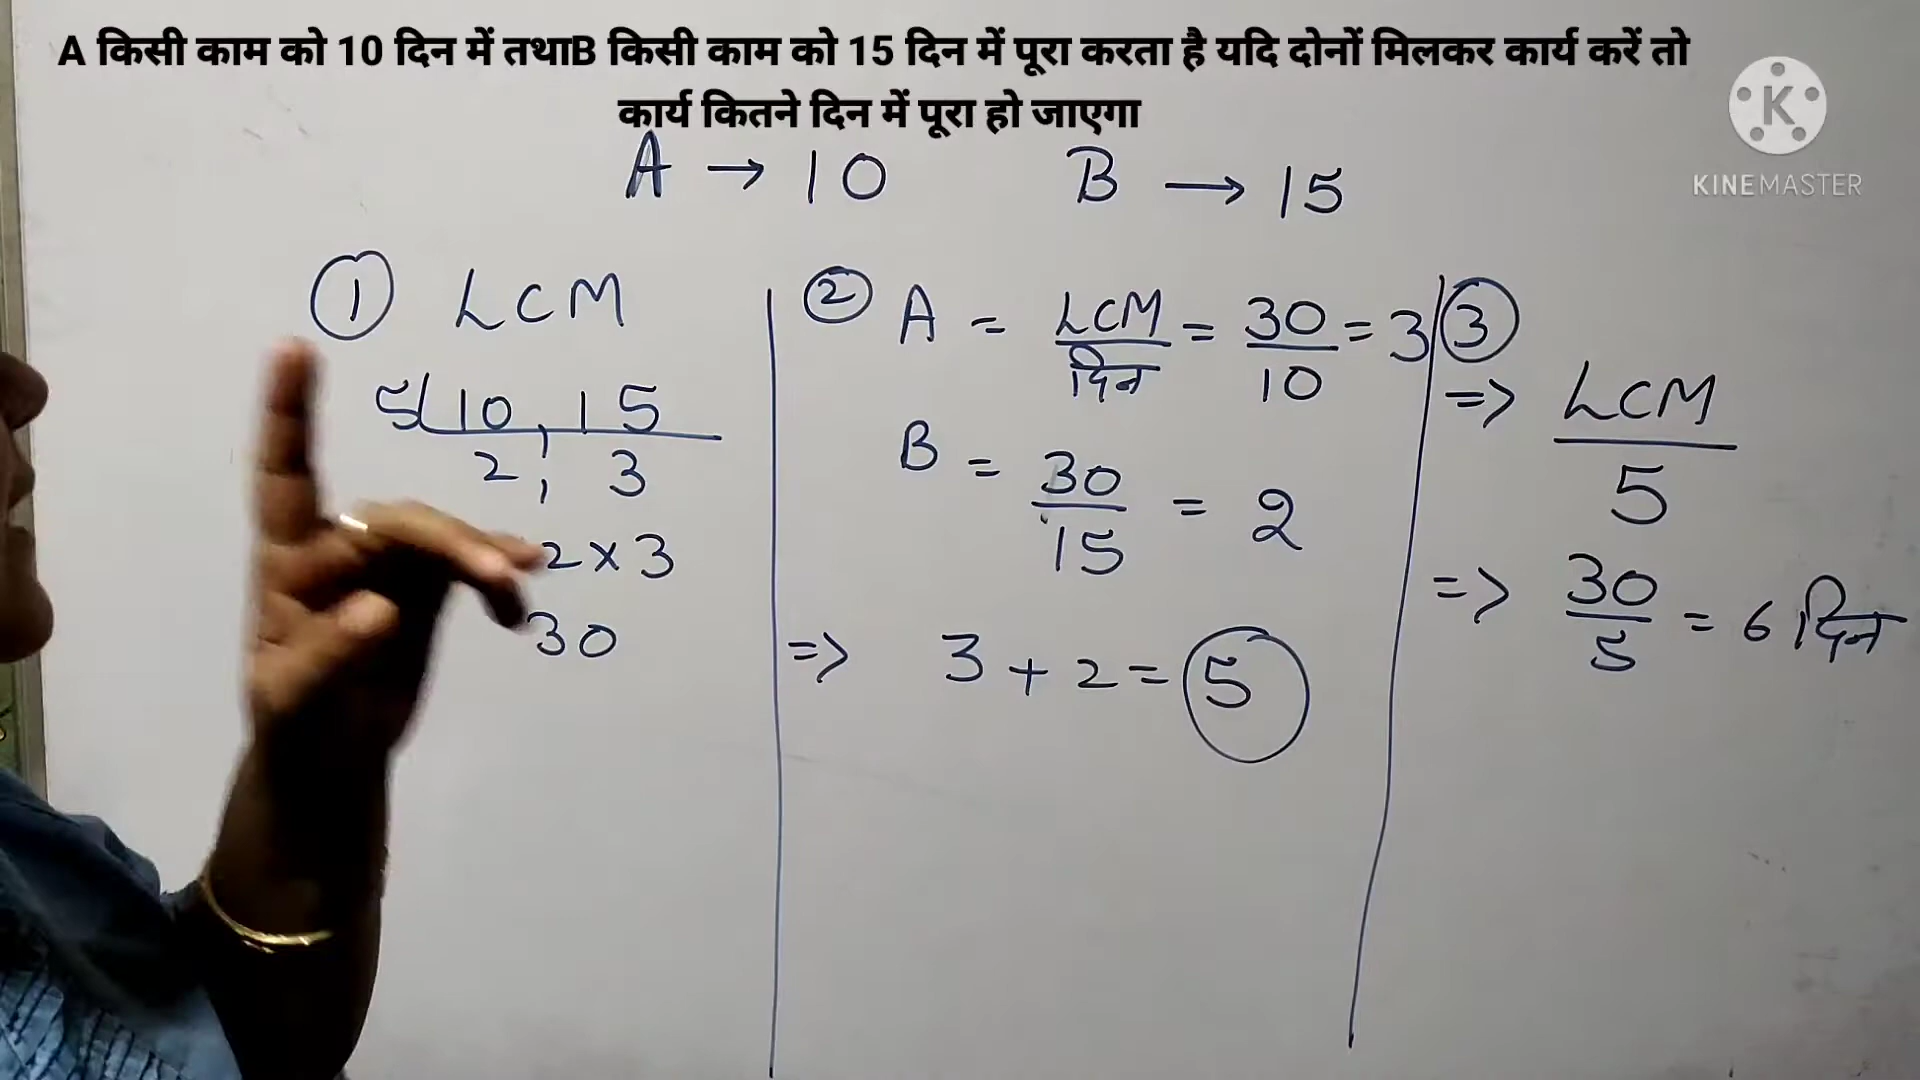 A किसी काम को 10 दिन में तथाB किसी काम को 15 दिन में पूरा करता है यदि दोनों मिलकर कार्य करें तो
कार्य कितने दिन में पूरा हो जाएगा
K
KINEMASTER
A → 10 B → 15
① LCM
5 10, 15
2, 3
2 × 3
30
② A = LCM/दिन = 30/10 = 3
B = 30/15 = 2
=> 3 + 2 = 5
③
=> LCM/5
=> 30/5 = 6 दिन